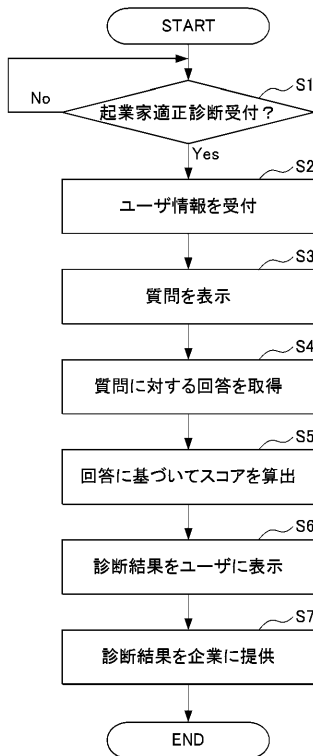 START
S1
起業家適正診断受付?
No
Yes
S2
ユーザ情報を受付
S3
質問を表示
S4
質問に対する回答を取得
S5
回答に基づいてスコアを算出
S6
診断結果をユーザに表示
S7
診断結果を企業に提供
END